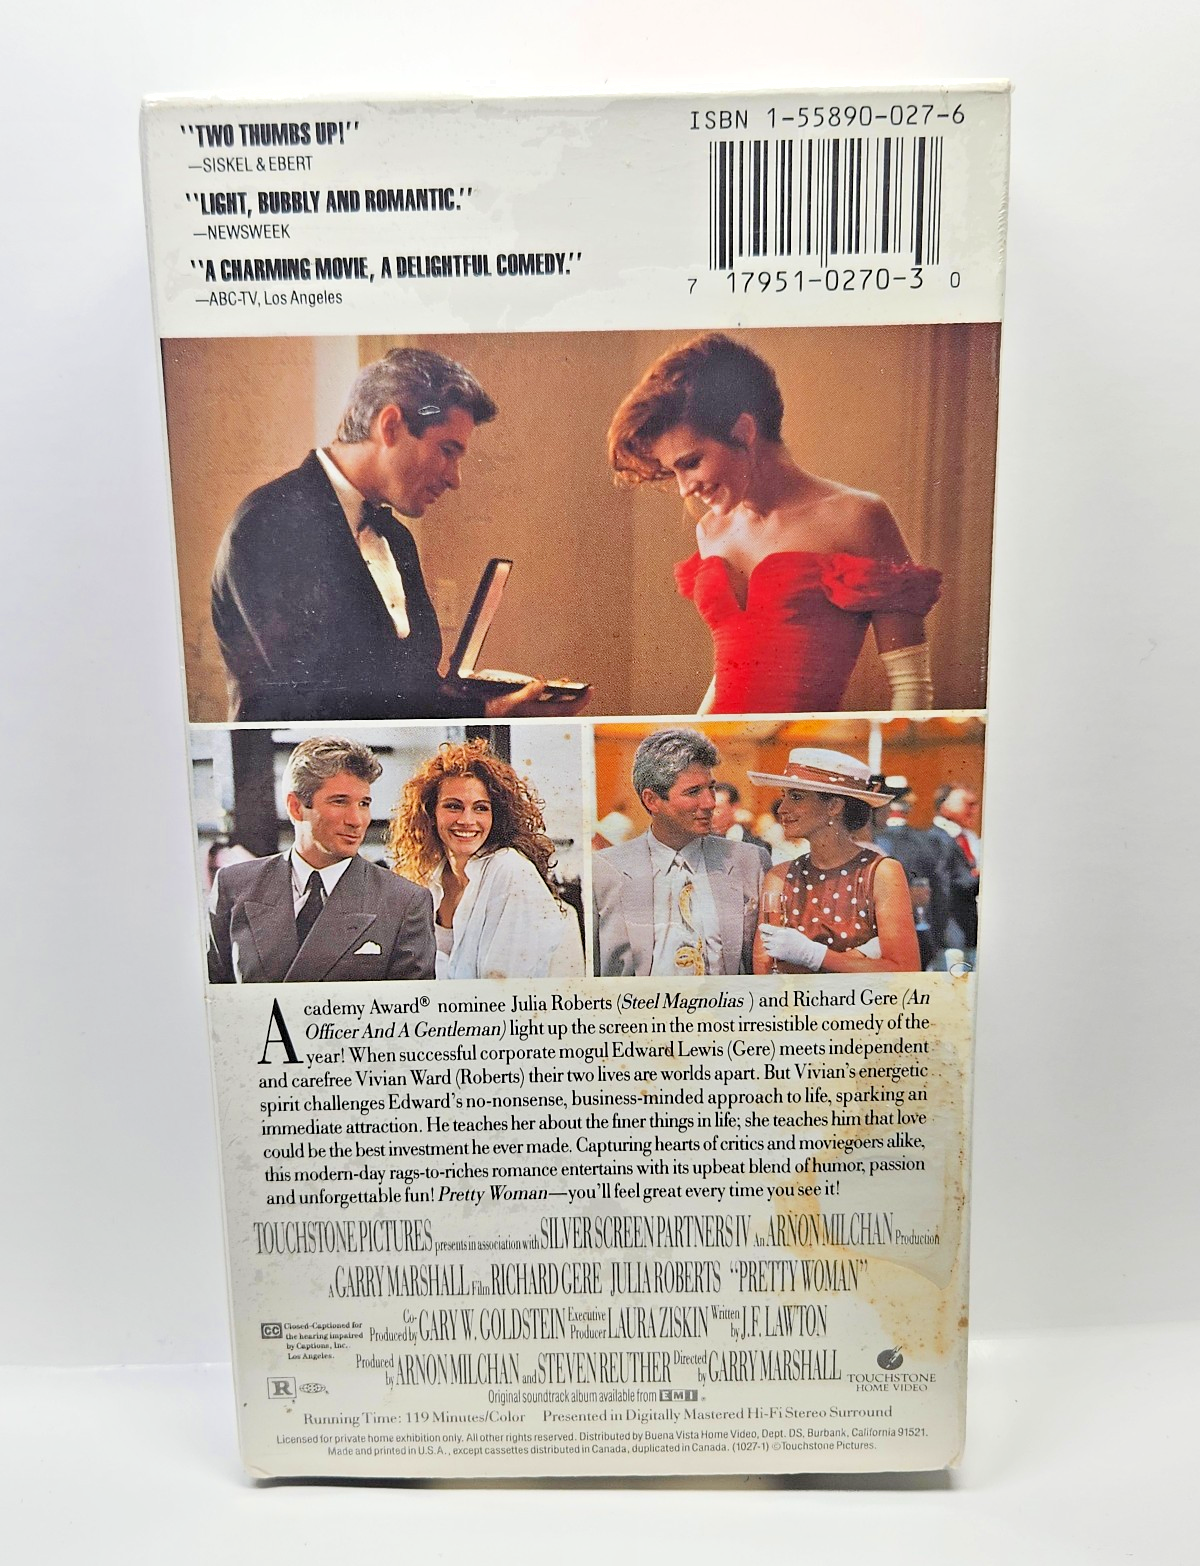 "TWO THUMBS UP!"
—SISKEL & EBERT
"LIGHT, BUBBLY AND ROMANTIC."
—NEWSWEEK
"A CHARMING MOVIE, A DELIGHTFUL COMEDY."
—ABC-TV, Los Angeles
ISBN 1-55890-027-6
7 17951-0270-3 0
Academy Award® nominee Julia Roberts (Steel Magnolias ) and Richard Gere (An
Officer And A Gentleman) light up the screen in the most irresistible comedy of the
year! When successful corporate mogul Edward Lewis (Gere) meets independent
and carefree Vivian Ward (Roberts) their two lives are worlds apart. But Vivian's energetic
spirit challenges Edward's no-nonsense, business-minded approach to life, sparking an
immediate attraction. He teaches her about the finer things in life; she teaches him that love
could be the best investment he ever made. Capturing hearts of critics and moviegoers alike,
this modern-day rags-to-riches romance entertains with its upbeat blend of humor, passion
and unforgettable fun! Pretty Woman—you'll feel great every time you see it!
TOUCHSTONE PICTURES presents in association with SILVER SCREEN PARTNERS IV An ARNON MILCHAN Production
A GARRY MARSHALL Film RICHARD GERE JULIA ROBERTS "PRETTY WOMAN"
Co-Produced by GARY W. GOLDSTEIN Executive Producer LAURA ZISKIN Written by J.F. LAWTON
Produced by ARNON MILCHAN and STEVEN REUTHER Directed by GARRY MARSHALL
CC Closed-Captioned for
the hearing impaired
by Captions, Inc.,
Los Angeles.
R
TOUCHSTONE
HOME VIDEO
Original soundtrack album available from EMI.
Running Time: 119 Minutes/Color Presented in Digitally Mastered Hi-Fi Stereo Surround
Licensed for private home exhibition only. All other rights reserved. Distributed by Buena Vista Home Video, Dept. DS, Burbank, California 91521.
Made and printed in U.S.A., except cassettes distributed in Canada, duplicated in Canada. (1027-1) ©Touchstone Pictures.